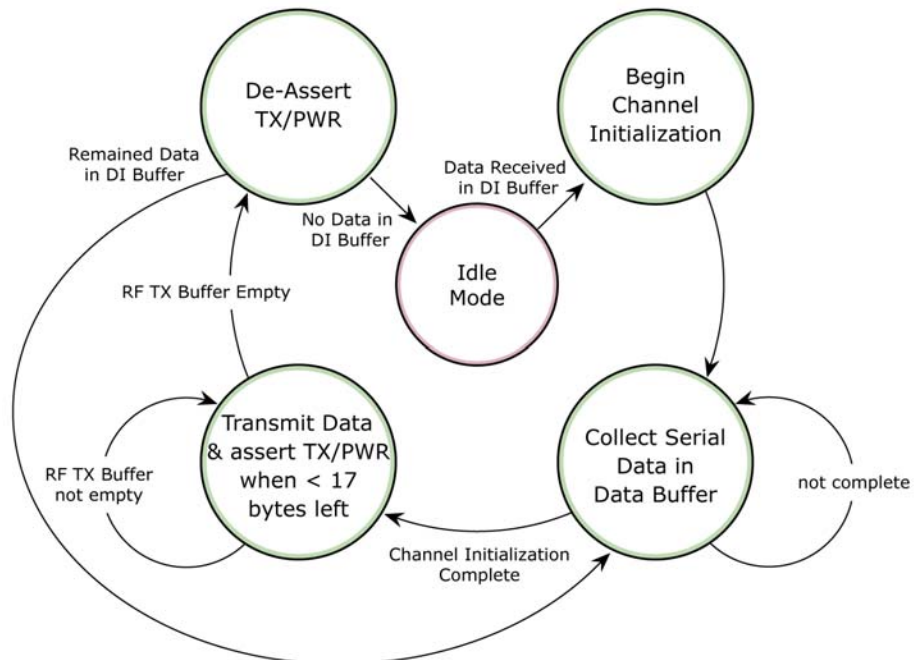 De-Assert
TX/PWR
Begin
Channel
Initialization
Remained Data
in DI Buffer
Data Received
in DI Buffer
No Data in
DI Buffer
Idle
Mode
RF TX Buffer Empty
Transmit Data
& assert TX/PWR
when < 17
bytes left
Collect Serial
Data in
Data Buffer
RF TX Buffer
not empty
not complete
Channel Initialization
Complete